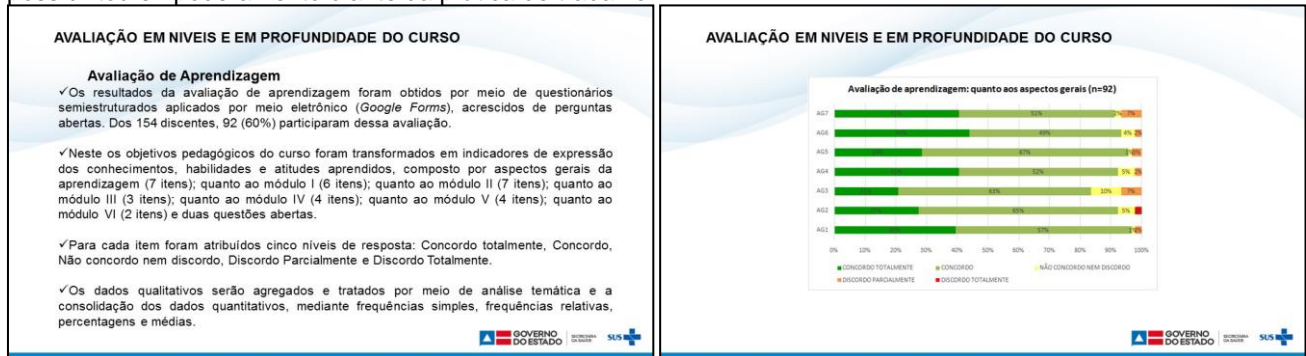 AVALIAÇÃO EM NIVEIS E EM PROFUNDIDADE DO CURSO
Avaliação de Aprendizagem
✓Os resultados da avaliação de aprendizagem foram obtidos por meio de questionários
semiestruturados aplicados por meio eletrônico (Google Forms), acrescidos de perguntas
abertas. Dos 154 discentes, 92 (60%) participaram dessa avaliação.
✓Neste os objetivos pedagógicos do curso foram transformados em indicadores de expressão
dos conhecimentos, habilidades e atitudes aprendidos, composto por aspectos gerais da
aprendizagem (7 itens); quanto ao módulo I (6 itens); quanto ao módulo II (7 itens); quanto ao
módulo III (3 itens); quanto ao módulo IV (4 itens); quanto ao módulo V (4 itens); quanto ao
módulo VI (2 itens) e duas questões abertas.
✓Para cada item foram atribuídos cinco níveis de resposta: Concordo totalmente, Concordo,
Não concordo nem discordo, Discordo Parcialmente e Discordo Totalmente.
✓Os dados qualitativos serão agregados e tratados por meio de análise temática e a
consolidação dos dados quantitativos, mediante frequências simples, frequências relativas,
percentagens e médias.
GOVERNO
DO ESTADO
SECRETARIA
DA SAÚDE
SUS
AVALIAÇÃO EM NIVEIS E EM PROFUNDIDADE DO CURSO
Avaliação de aprendizagem: quanto aos aspectos gerais (n=92)
AG7 51% 2% 7%
AG6 49% 4% 2%
AG5 67%
AG4 52% 5% 2%
AG3 63% 10% 7%
AG2 65% 5%
AG1 57%
0% 10% 20% 30% 40% 50% 60% 70% 80% 90% 100%
CONCORDO TOTALMENTE CONCORDO NÃO CONCORDO NEM DISCORDO
DISCORDO PARCIALMENTE DISCORDO TOTALMENTE
GOVERNO
DO ESTADO
SECRETARIA
DA SAÚDE
SUS